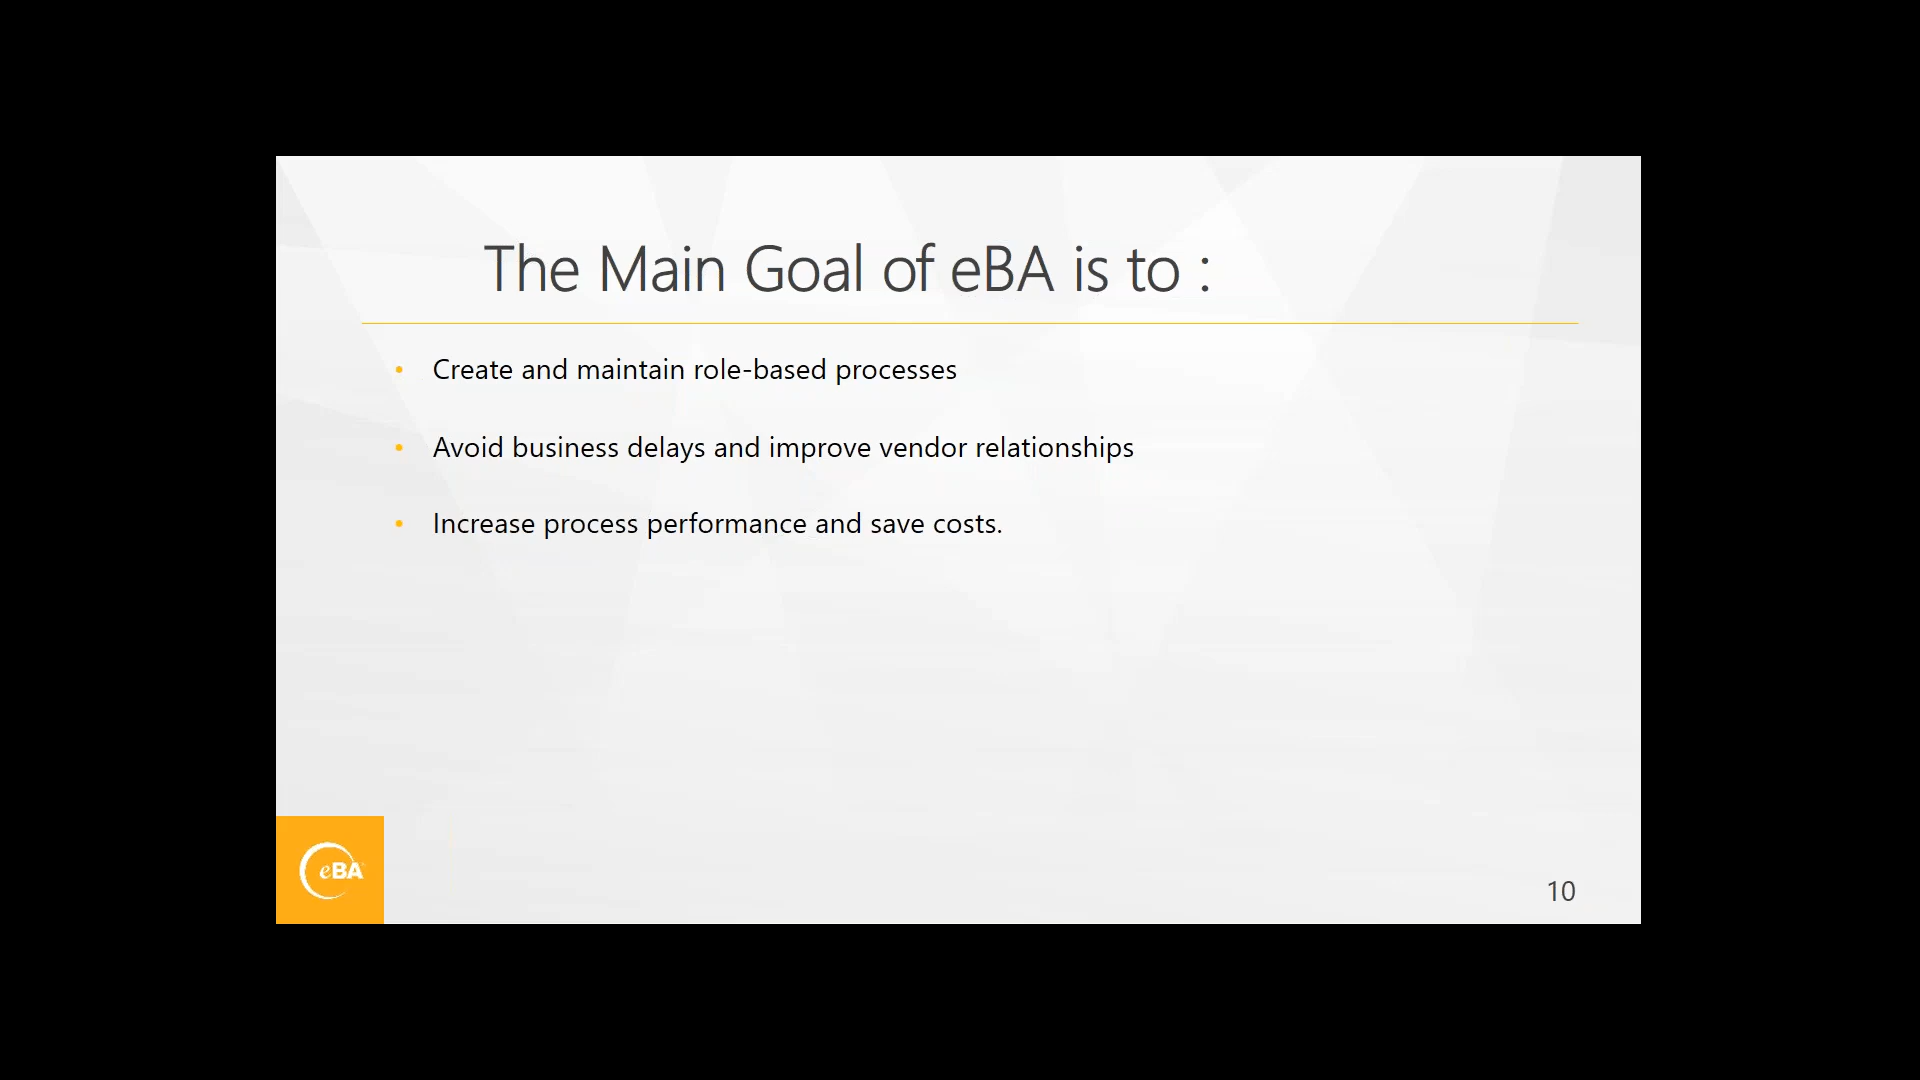 The Main Goal of eBA is to :
• Create and maintain role-based processes
• Avoid business delays and improve vendor relationships
• Increase process performance and save costs.
eBA
10